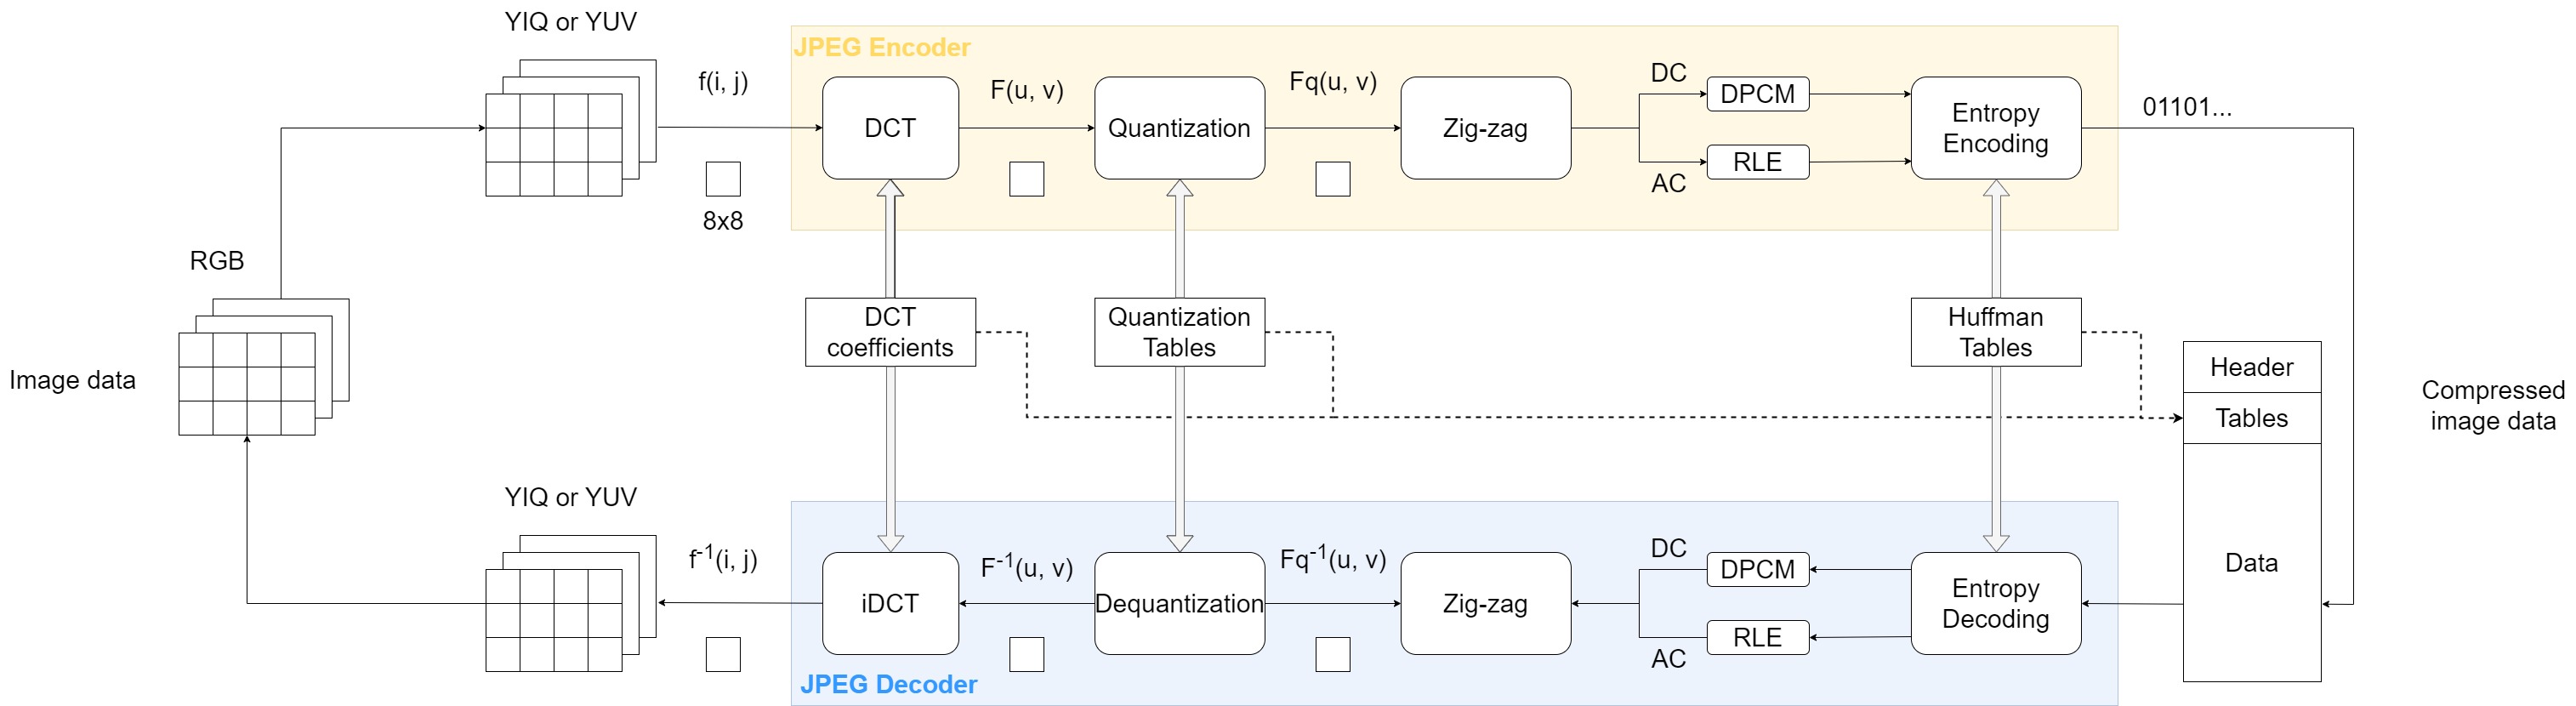 YIQ or YUV
JPEG Encoder
f(i, j)
8x8
DCT
F(u, v)
Quantization
Fq(u, v)
Zig-zag
DC
DPCM
AC
RLE
Entropy
Encoding
01101...
RGB
Image data
DCT
coefficients
Quantization
Tables
Huffman
Tables
Header
Tables
Data
Compressed
image data
YIQ or YUV
f⁻¹(i, j)
iDCT
F⁻¹(u, v)
Dequantization
Fq⁻¹(u, v)
Zig-zag
DC
DPCM
AC
RLE
Entropy
Decoding
JPEG Decoder